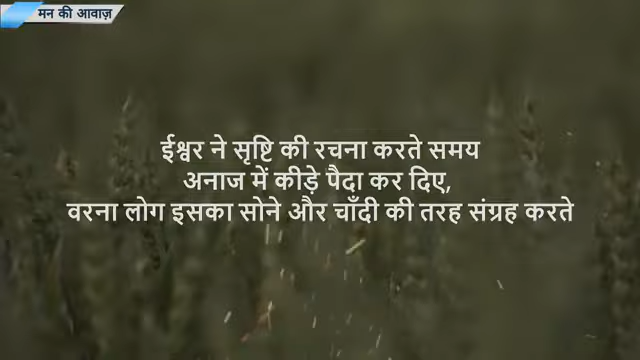 मन की आवाज़
ईश्वर ने सृष्टि की रचना करते समय
अनाज में कीड़े पैदा कर दिए,
वरना लोग इसका सोने और चाँदी की तरह संग्रह करते